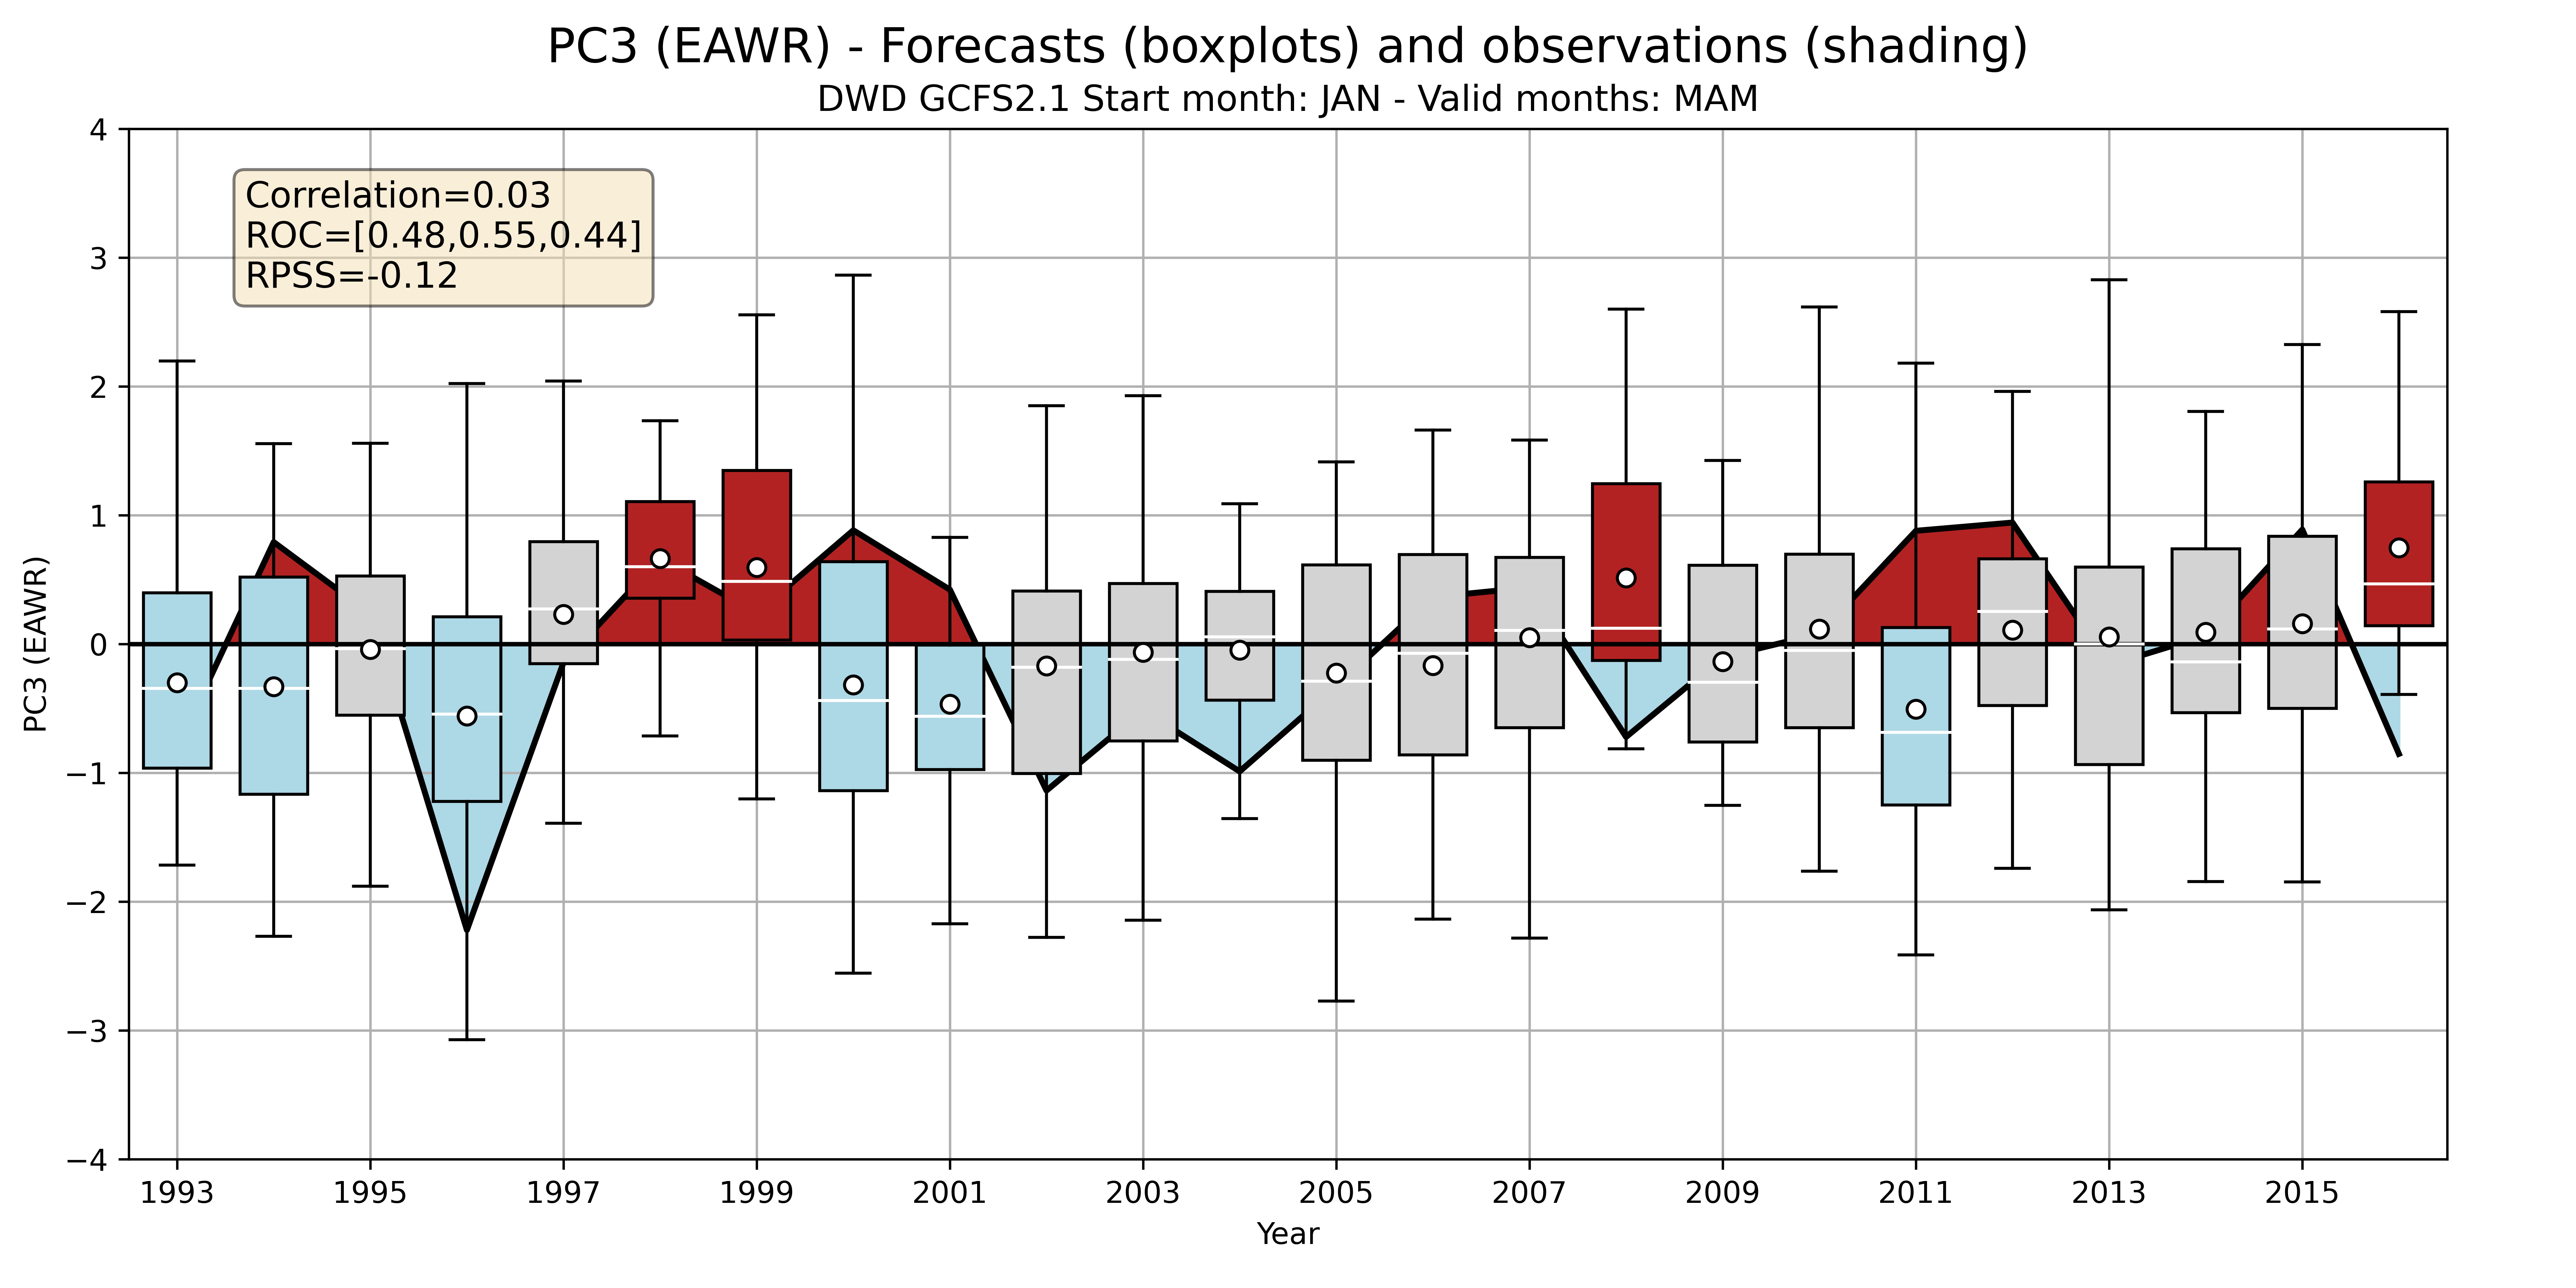 PC3 (EAWR) - Forecasts (boxplots) and observations (shading)
DWD GCFS2.1 Start month: JAN - Valid months: MAM
Correlation=0.03
ROC=[0.48,0.55,0.44]
RPSS=-0.12
PC3 (EAWR)
4
3
2
1
0
−1
−2
−3
−4
1993 1995 1997 1999 2001 2003 2005 2007 2009 2011 2013 2015
Year